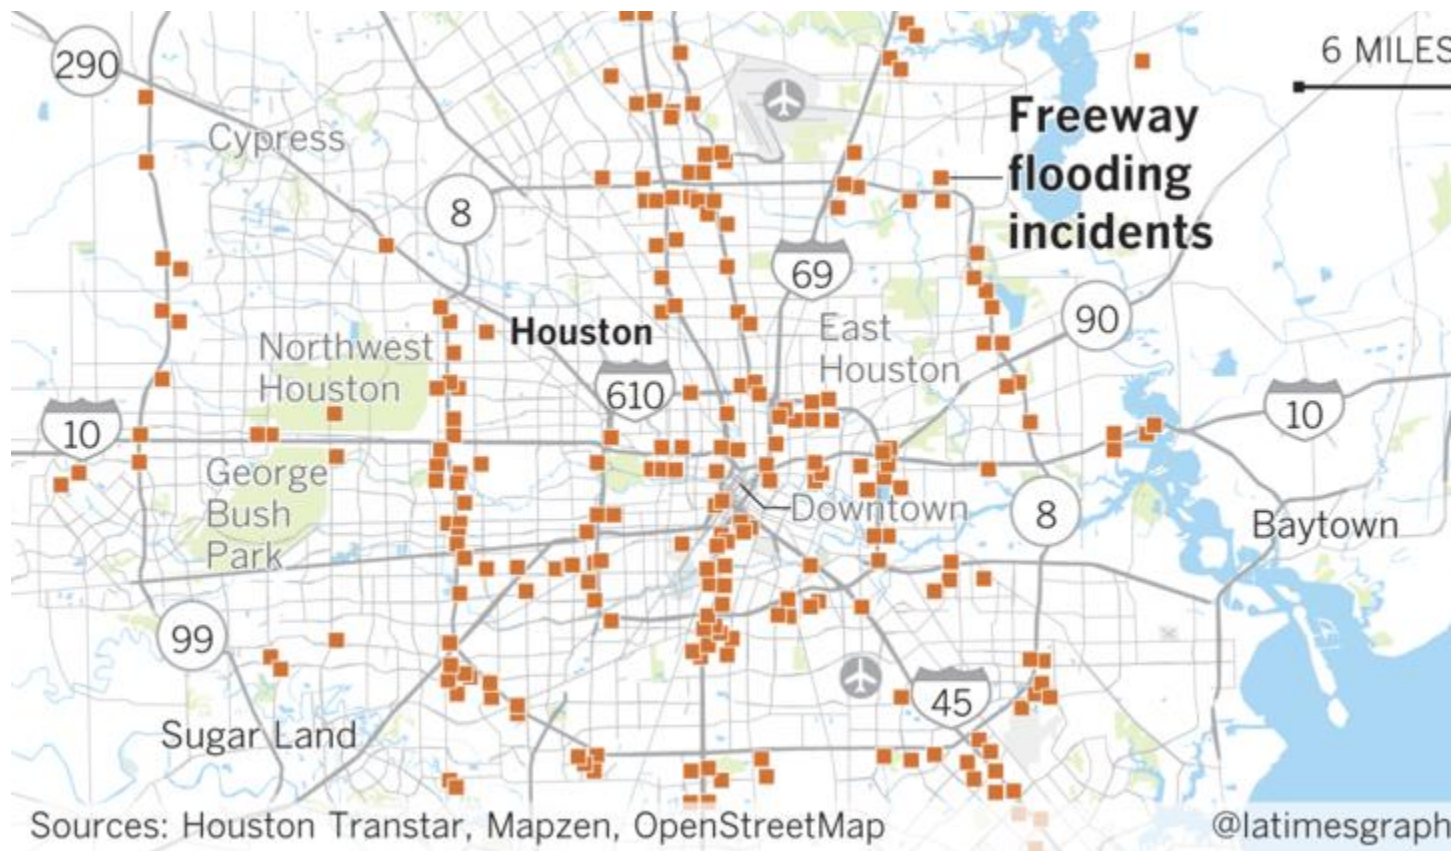 290
6 MILES
Cypress
Freeway
flooding
incidents
8
69
90
Houston
East
Houston
Northwest
Houston
610
10
10
George
Bush
Park
Downtown
8
Baytown
99
45
Sugar Land
Sources: Houston Transtar, Mapzen, OpenStreetMap
@latimesgraph